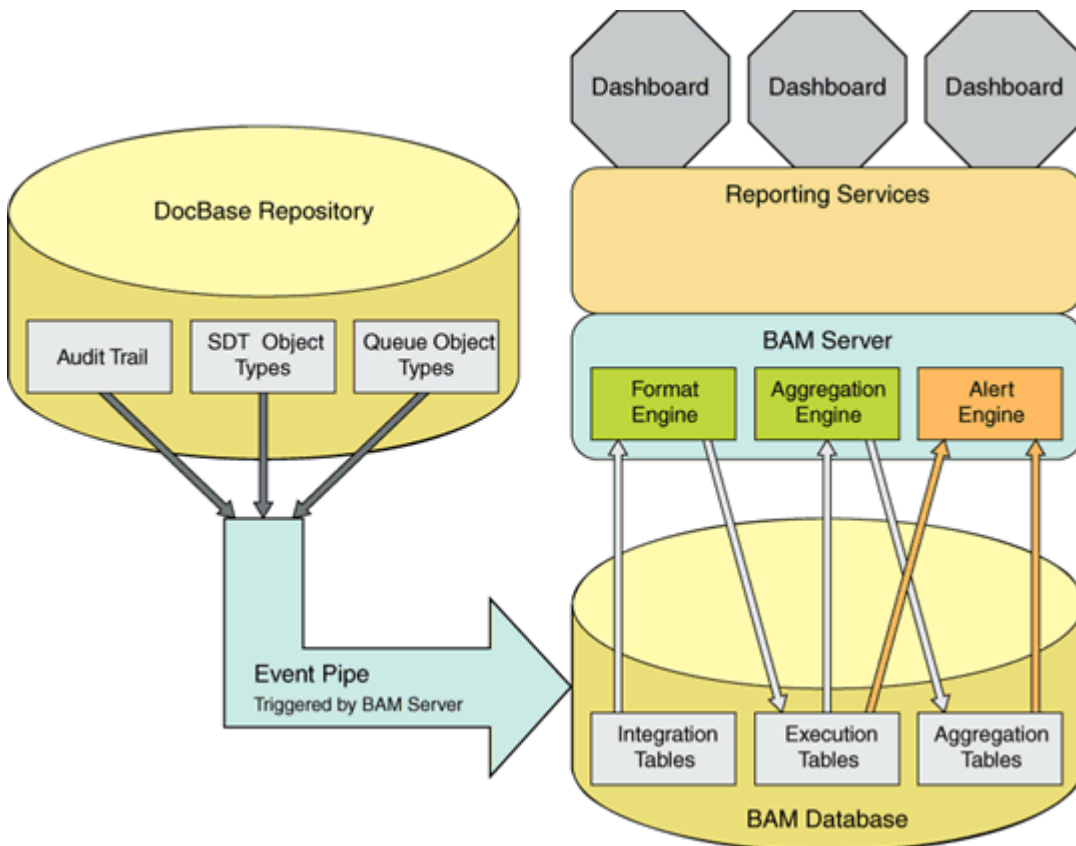 Dashboard
Dashboard
Dashboard
Reporting Services
DocBase Repository
Audit Trail
SDT Object
Types
Queue Object
Types
BAM Server
Format
Engine
Aggregation
Engine
Alert
Engine
Event Pipe
Triggered by BAM Server
Integration
Tables
Execution
Tables
Aggregation
Tables
BAM Database